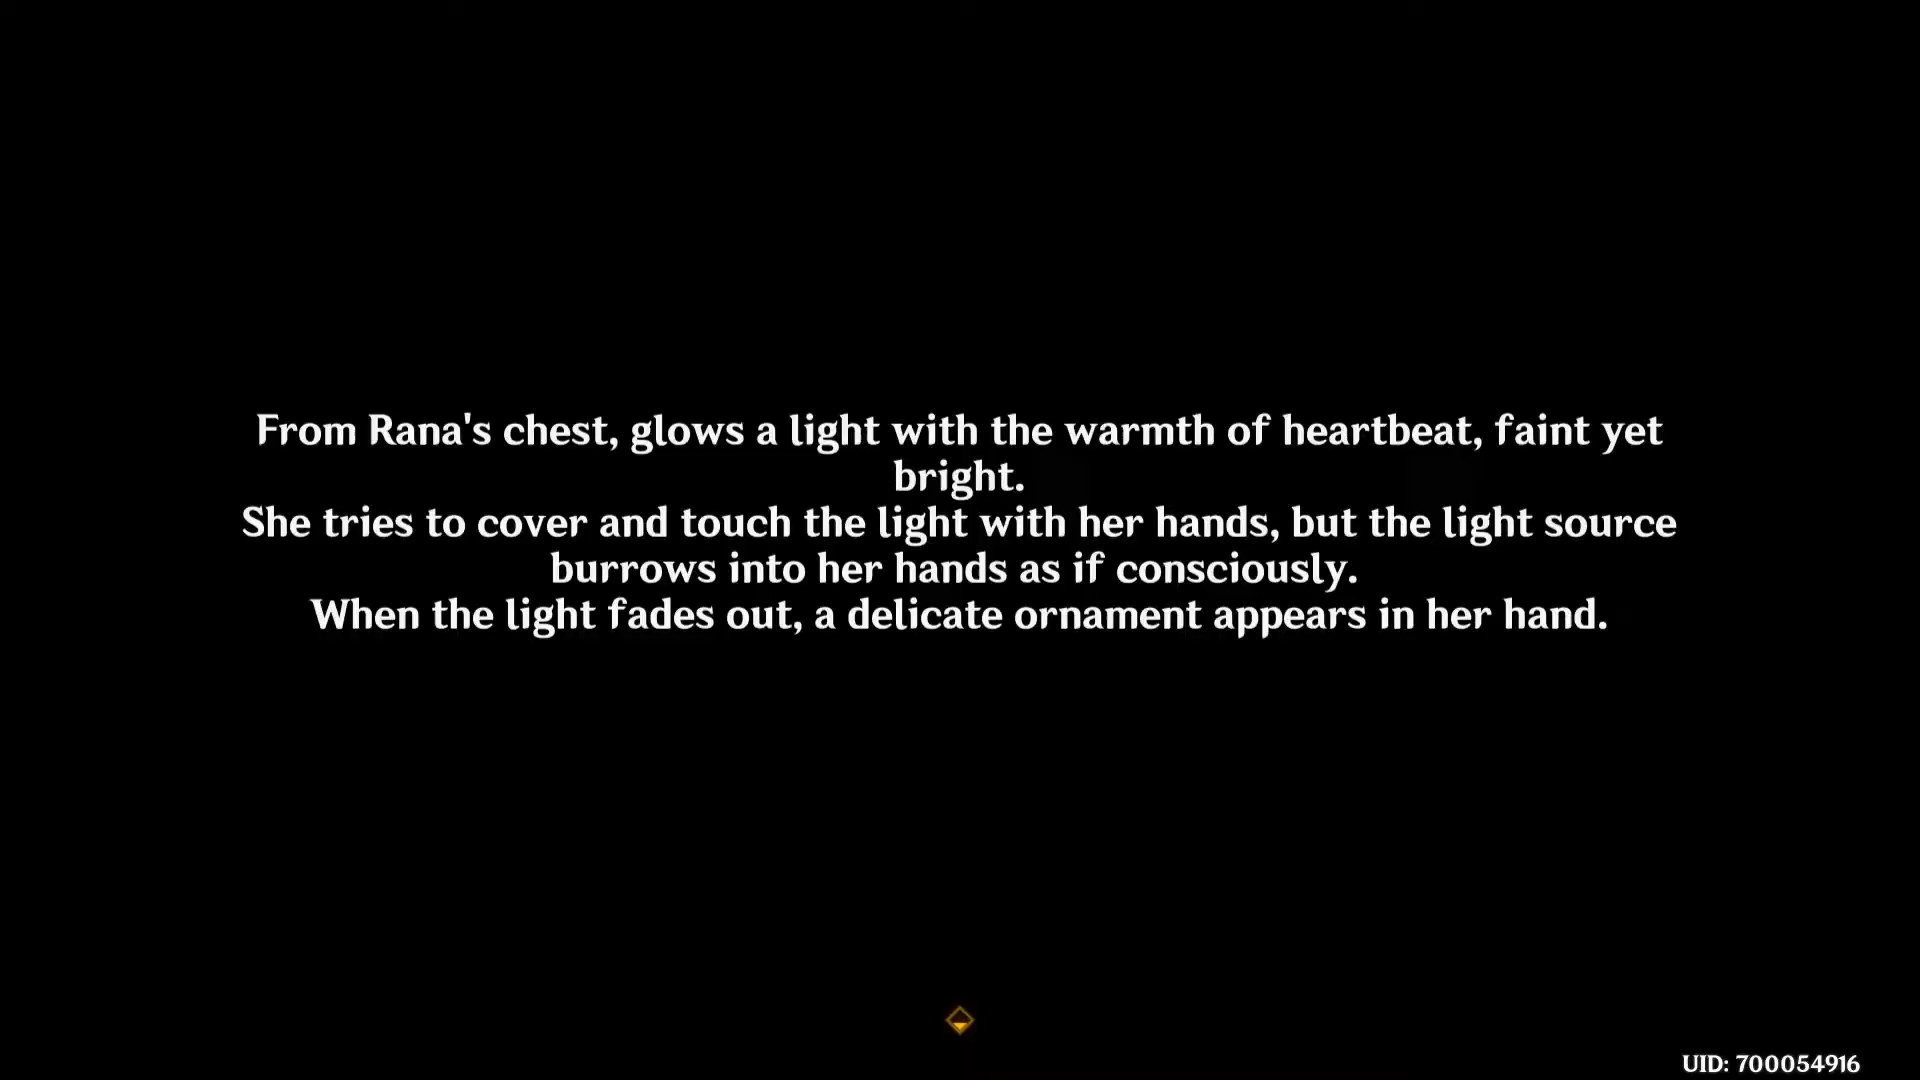 From Rana's chest, glows a light with the warmth of heartbeat, faint yet
bright.
She tries to cover and touch the light with her hands, but the light source
burrows into her hands as if consciously.
When the light fades out, a delicate ornament appears in her hand.
UID: 700054916